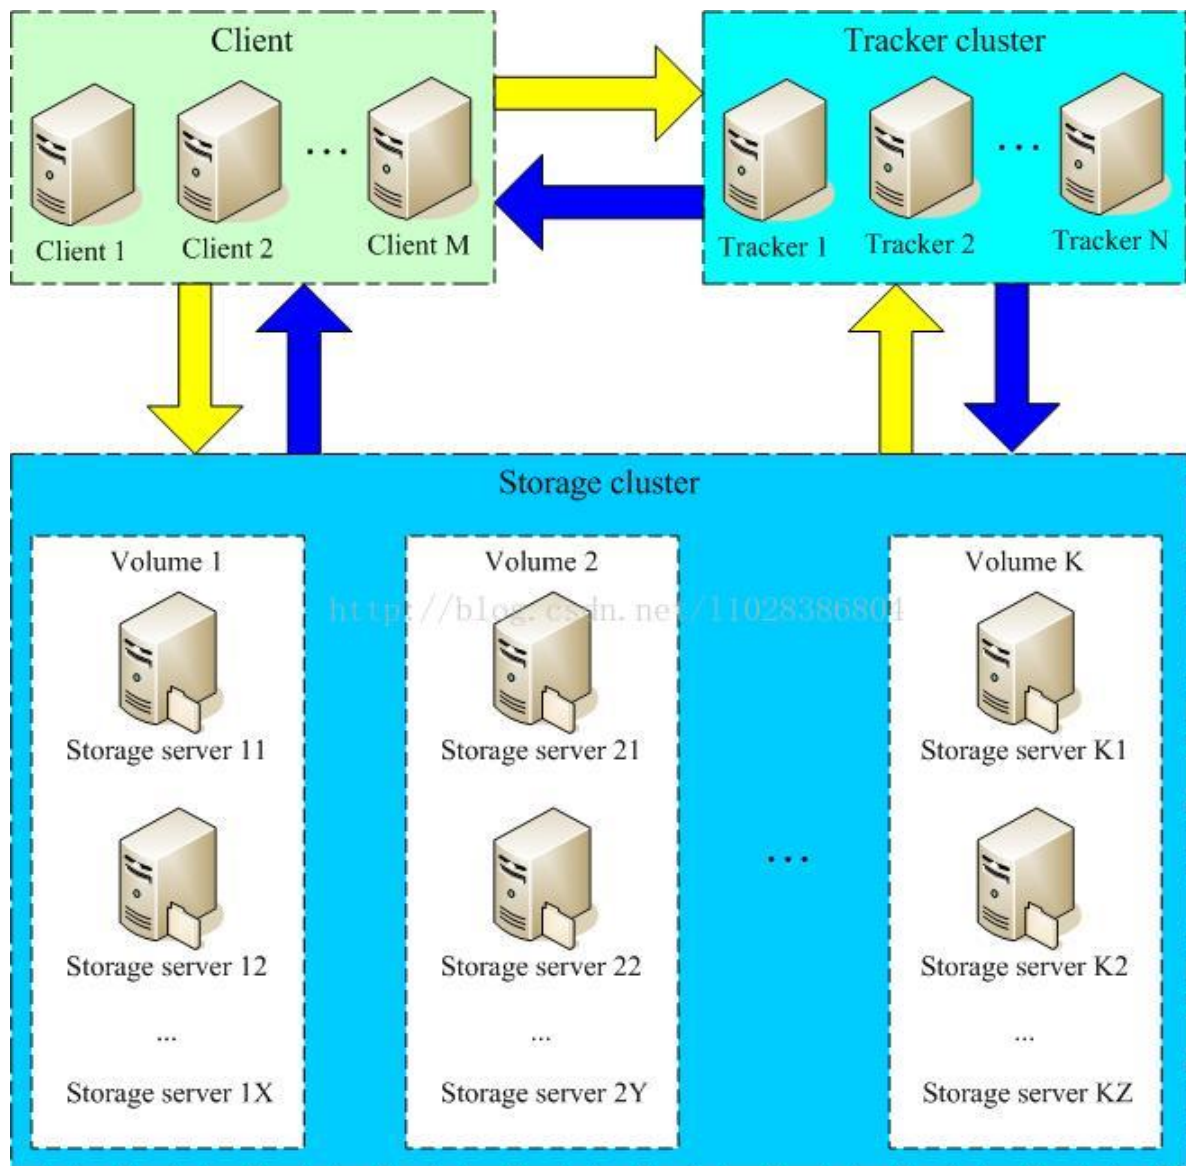 Client
Tracker cluster
...
...
Client 1
Client 2
Client M
Tracker 1
Tracker 2
Tracker N
Storage cluster
Volume 1
Volume 2
Volume K
Storage server 11
Storage server 21
Storage server K1
...
Storage server 12
Storage server 22
Storage server K2
...
...
...
Storage server 1X
Storage server 2Y
Storage server KZ